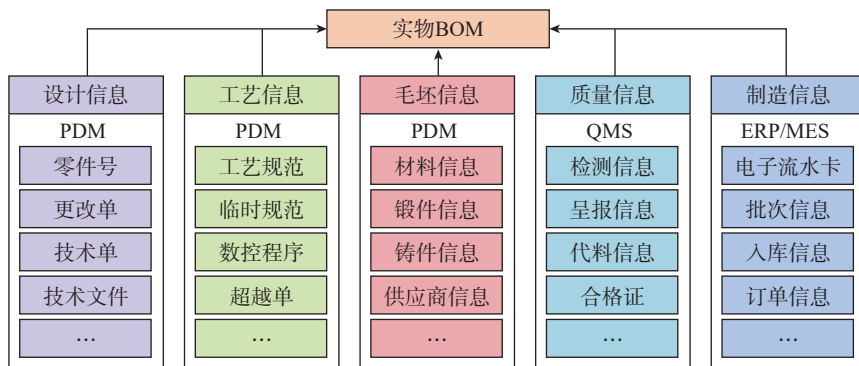 实物BOM
设计信息
PDM
零件号
更改单
技术单
技术文件
…
工艺信息
PDM
工艺规范
临时规范
数控程序
超越单
…
毛坯信息
PDM
材料信息
锻件信息
铸件信息
供应商信息
…
质量信息
QMS
检测信息
呈报信息
代料信息
合格证
…
制造信息
ERP/MES
电子流水卡
批次信息
入库信息
订单信息
…